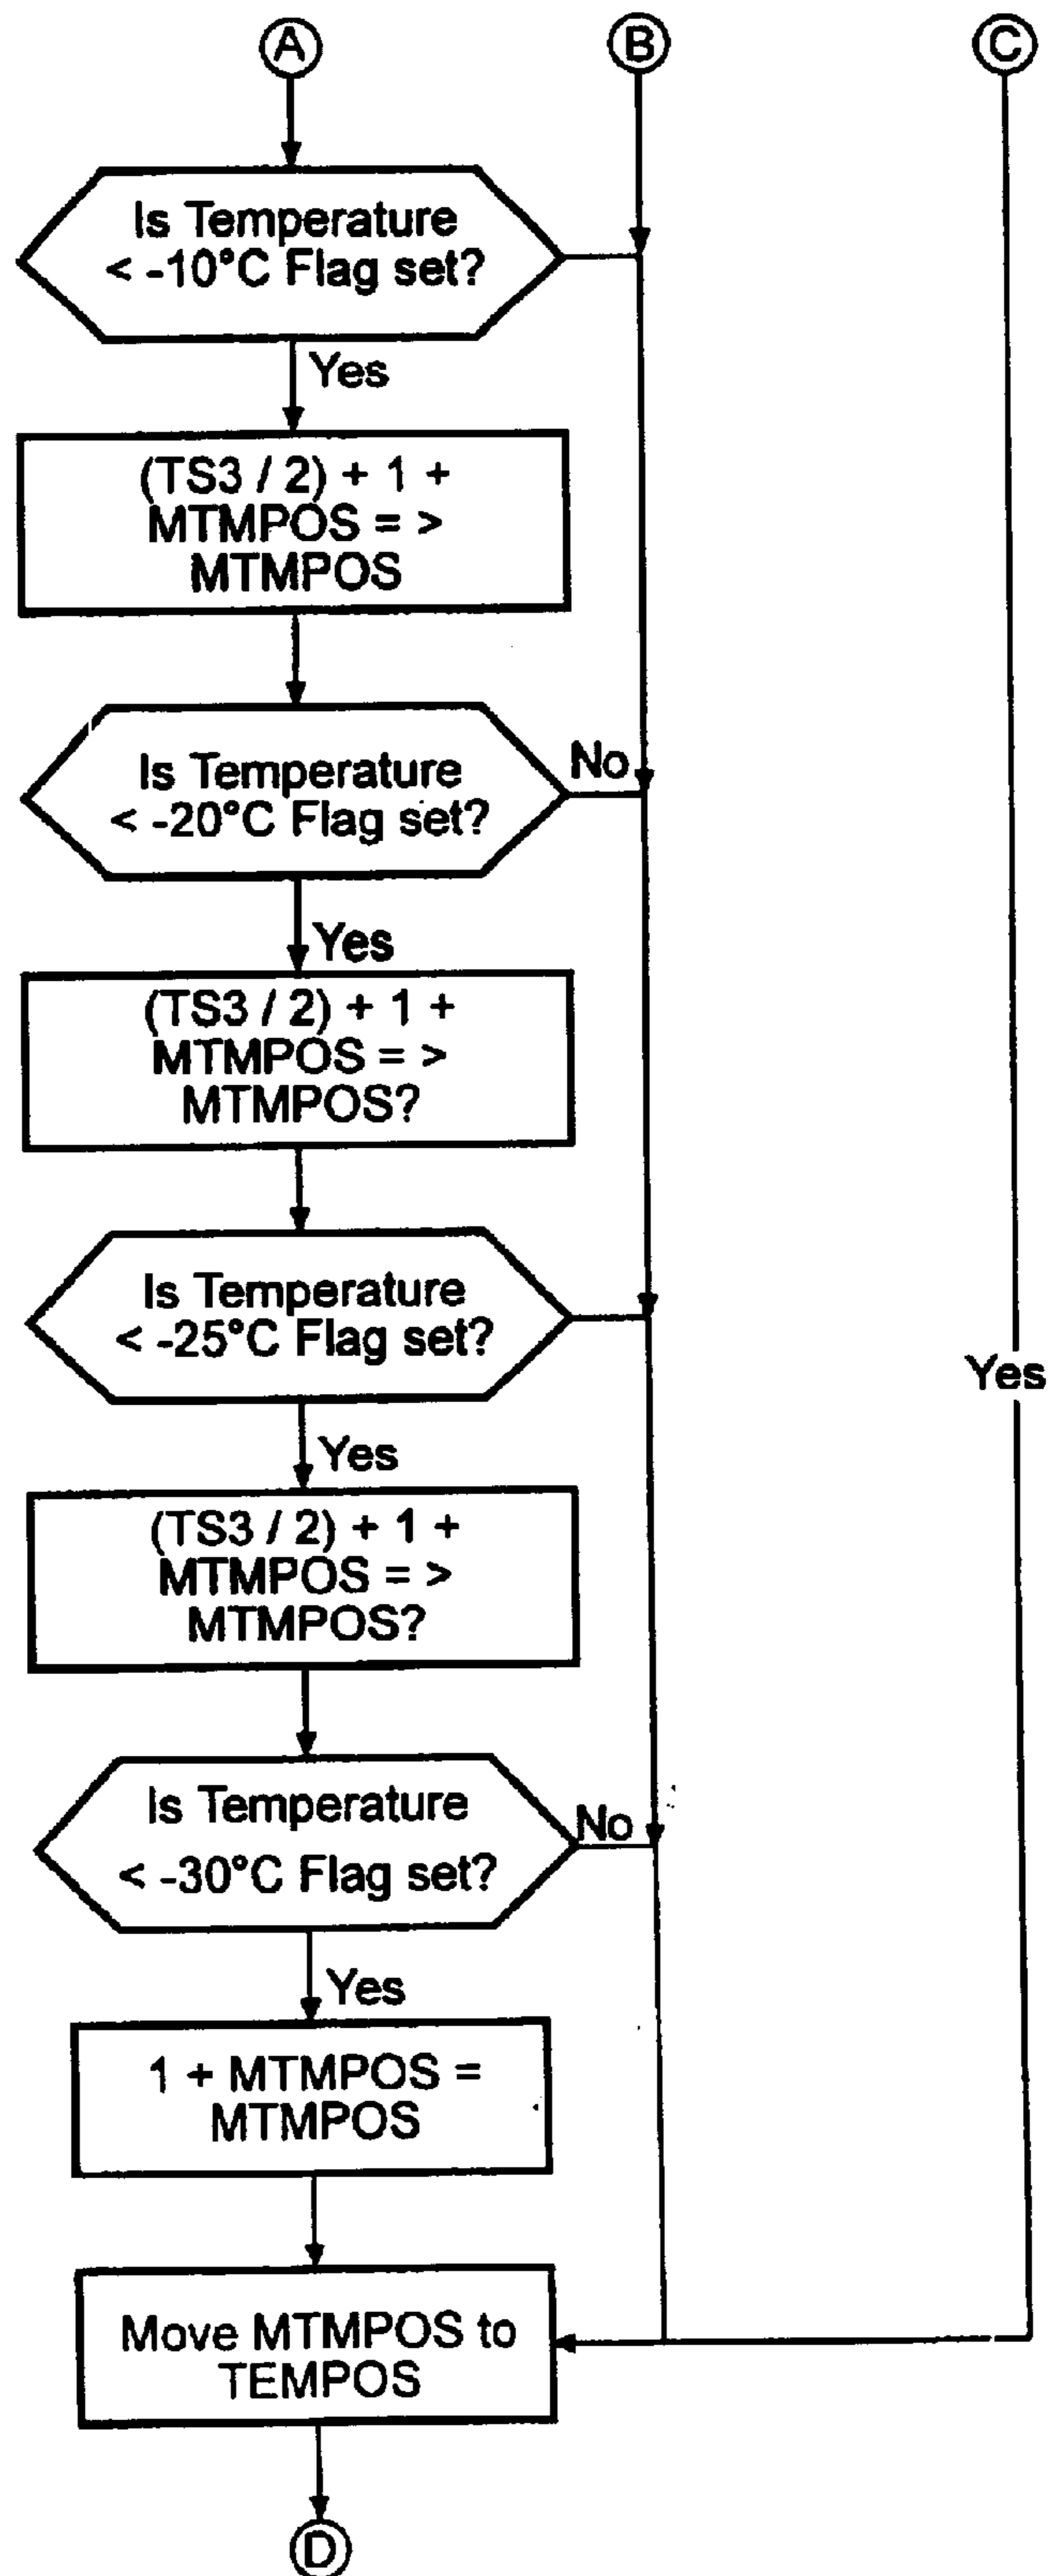 A
B
C
Is Temperature
< -10°C Flag set?
Yes
(TS3 / 2) + 1 +
MTMPOS = >
MTMPOS
Is Temperature
< -20°C Flag set?
No
Yes
(TS3 / 2) + 1 +
MTMPOS = >
MTMPOS?
Is Temperature
< -25°C Flag set?
Yes
Yes
(TS3 / 2) + 1 +
MTMPOS = >
MTMPOS?
Is Temperature
< -30°C Flag set?
No
Yes
1 + MTMPOS =
MTMPOS
Move MTMPOS to
TEMPOS
D